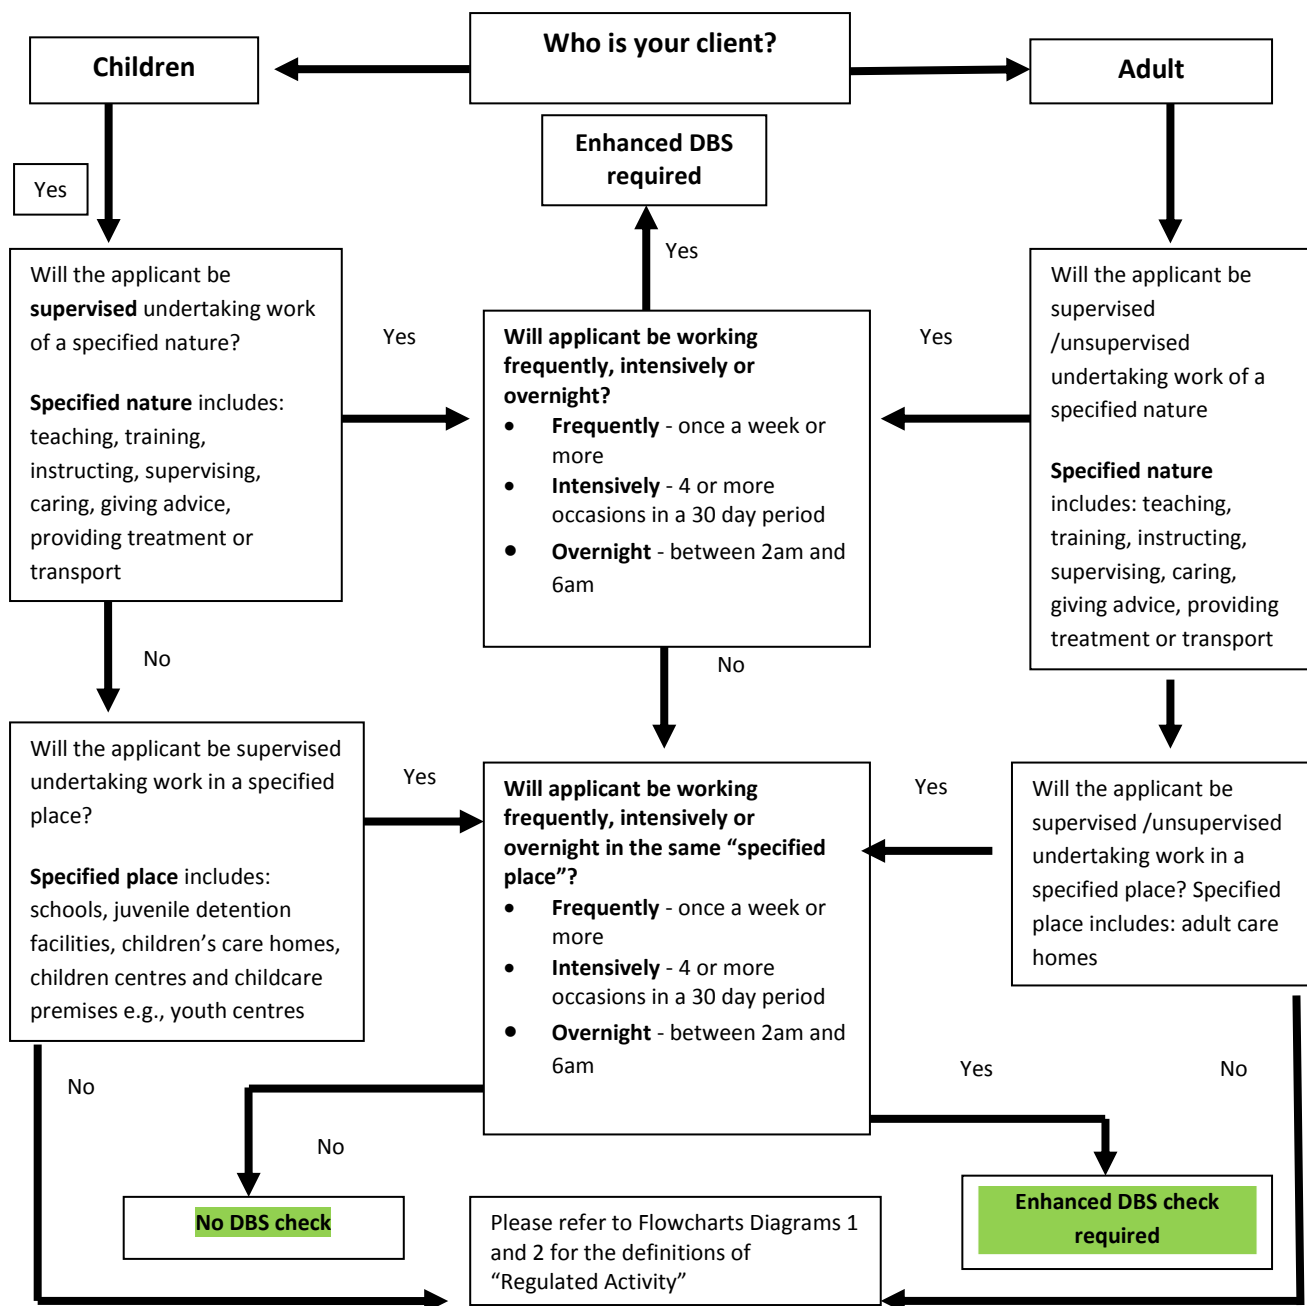 Who is your client?
Children
Adult
Enhanced DBS
required
Yes
Yes
Will the applicant be
supervised undertaking work
of a specified nature?
Specified nature includes:
teaching, training,
instructing, supervising,
caring, giving advice,
providing treatment or
transport
Yes
Will applicant be working
frequently, intensively or
overnight?
• Frequently - once a week or
more
• Intensively - 4 or more
occasions in a 30 day period
• Overnight - between 2am and
6am
Yes
Will the applicant be
supervised
/unsupervised
undertaking work of a
specified nature
Specified nature
includes: teaching,
training, instructing,
supervising, caring,
giving advice, providing
treatment or transport
No
No
Will the applicant be supervised
undertaking work in a specified
place?
Specified place includes:
schools, juvenile detention
facilities, children’s care homes,
children centres and childcare
premises e.g., youth centres
Yes
Will applicant be working
frequently, intensively or
overnight in the same “specified
place”?
• Frequently - once a week or
more
• Intensively - 4 or more
occasions in a 30 day period
• Overnight - between 2am and
6am
Yes
Will the applicant be
supervised /unsupervised
undertaking work in a
specified place? Specified
place includes: adult care
homes
No
No
Yes
No
No DBS check
Please refer to Flowcharts Diagrams 1
and 2 for the definitions of
“Regulated Activity”
Enhanced DBS check
required